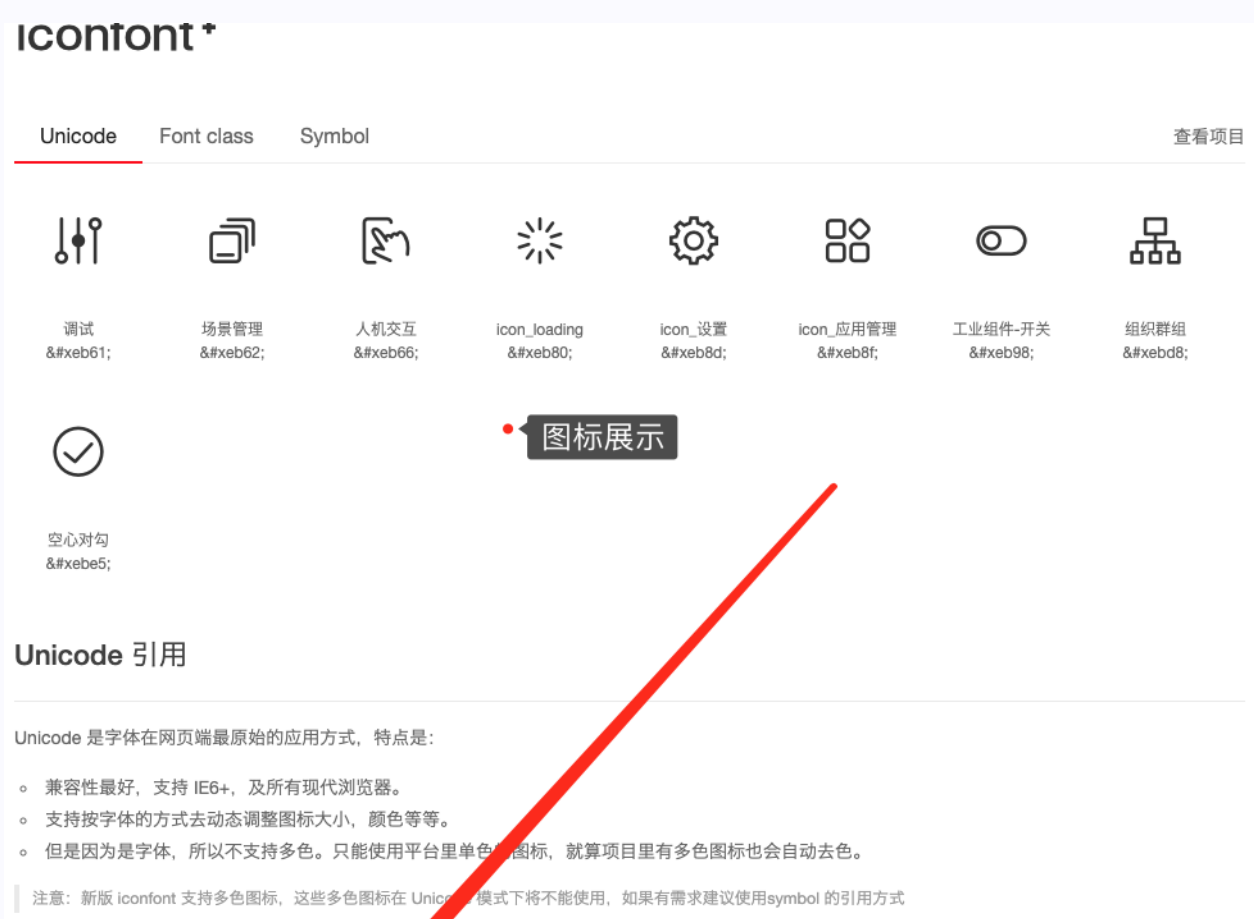 iconfont+
Unicode Font class Symbol 查看项目
调试 场景管理 人机交互 icon_loading icon_设置 icon_应用管理 工业组件-开关 组织群组
&#xeb61; &#xeb62; &#xeb66; &#xeb80; &#xeb8d; &#xeb8f; &#xeb98; &#xebd8;
图标展示
空心对勾
&#xebe5;
Unicode 引用
Unicode 是字体在网页端最原始的应用方式，特点是：
兼容性最好，支持 IE6+，及所有现代浏览器。
支持按字体的方式去动态调整图标大小，颜色等等。
但是因为是字体，所以不支持多色。只能使用平台里单色的图标，就算项目里有多色图标也会自动去色。
注意：新版 iconfont 支持多色图标，这些多色图标在 Unicode 模式下将不能使用，如果有需求建议使用symbol 的引用方式